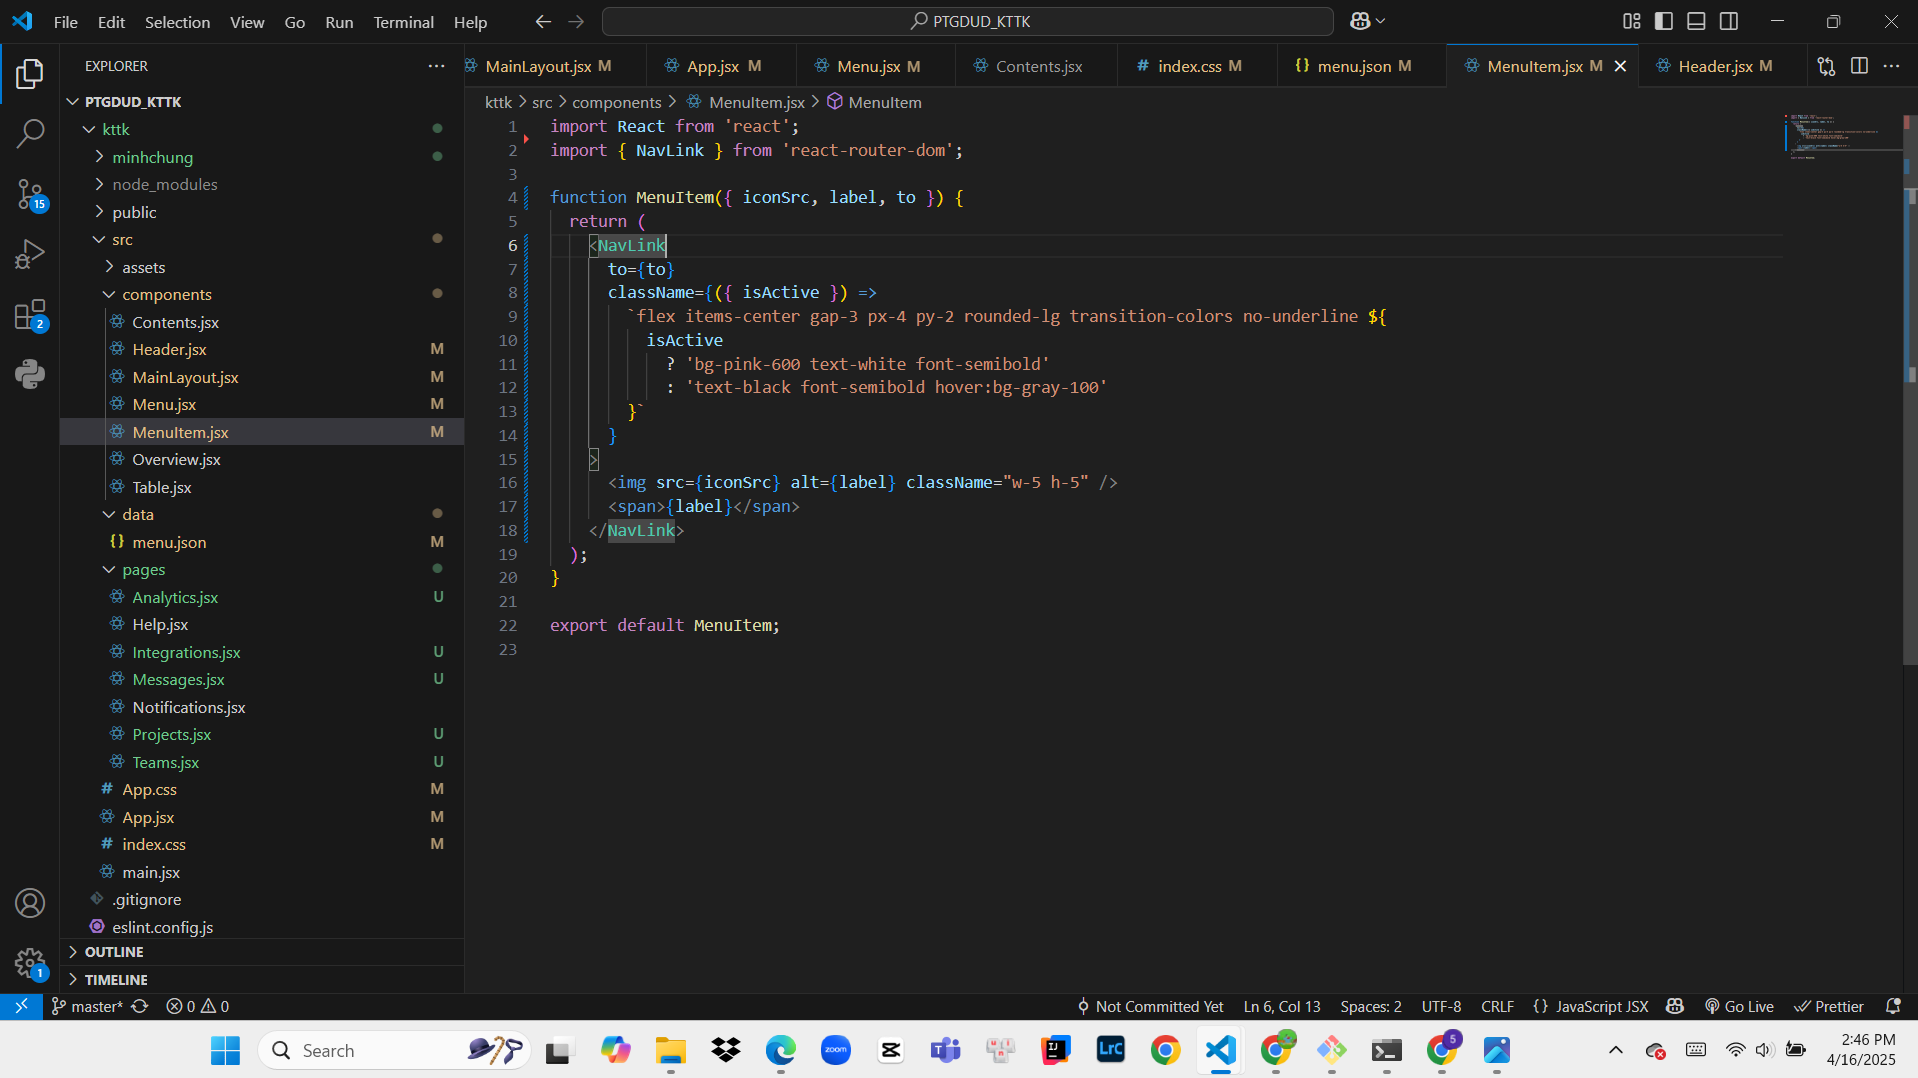 File Edit Selection View Go Run Terminal Help
PTGDUD_KTTK
EXPLORER
MainLayout.jsx M
App.jsx M
Menu.jsx M
Contents.jsx
# index.css M
{} menu.json M
MenuItem.jsx M
Header.jsx M
PTGDUD_KTTK
kttk
minhchung
node_modules
public
src
assets
components
Contents.jsx
Header.jsx M
MainLayout.jsx M
Menu.jsx M
MenuItem.jsx M
Overview.jsx
Table.jsx
data
{} menu.json M
pages
Analytics.jsx U
Help.jsx
Integrations.jsx U
Messages.jsx U
Notifications.jsx
Projects.jsx U
Teams.jsx U
# App.css M
App.jsx M
# index.css M
main.jsx
.gitignore
eslint.config.js
OUTLINE
TIMELINE
15
2
1
kttk > src > components > MenuItem.jsx > MenuItem
1 import React from 'react';
2 import { NavLink } from 'react-router-dom';
3
4 function MenuItem({ iconSrc, label, to }) {
5 return (
6 <NavLink
7 to={to}
8 className={({ isActive }) =>
9 `flex items-center gap-3 px-4 py-2 rounded-lg transition-colors no-underline ${
10 isActive
11 ? 'bg-pink-600 text-white font-semibold'
12 : 'text-black font-semibold hover:bg-gray-100'
13 }`
14 }
15 >
16 <img src={iconSrc} alt={label} className="w-5 h-5" />
17 <span>{label}</span>
18 </NavLink>
19 );
20 }
21
22 export default MenuItem;
23
master* 0 0
Not Committed Yet
Ln 6, Col 13
Spaces: 2
UTF-8
CRLF
{} JavaScript JSX
Go Live
Prettier
Search
zoom
LrC
5
2:46 PM
4/16/2025